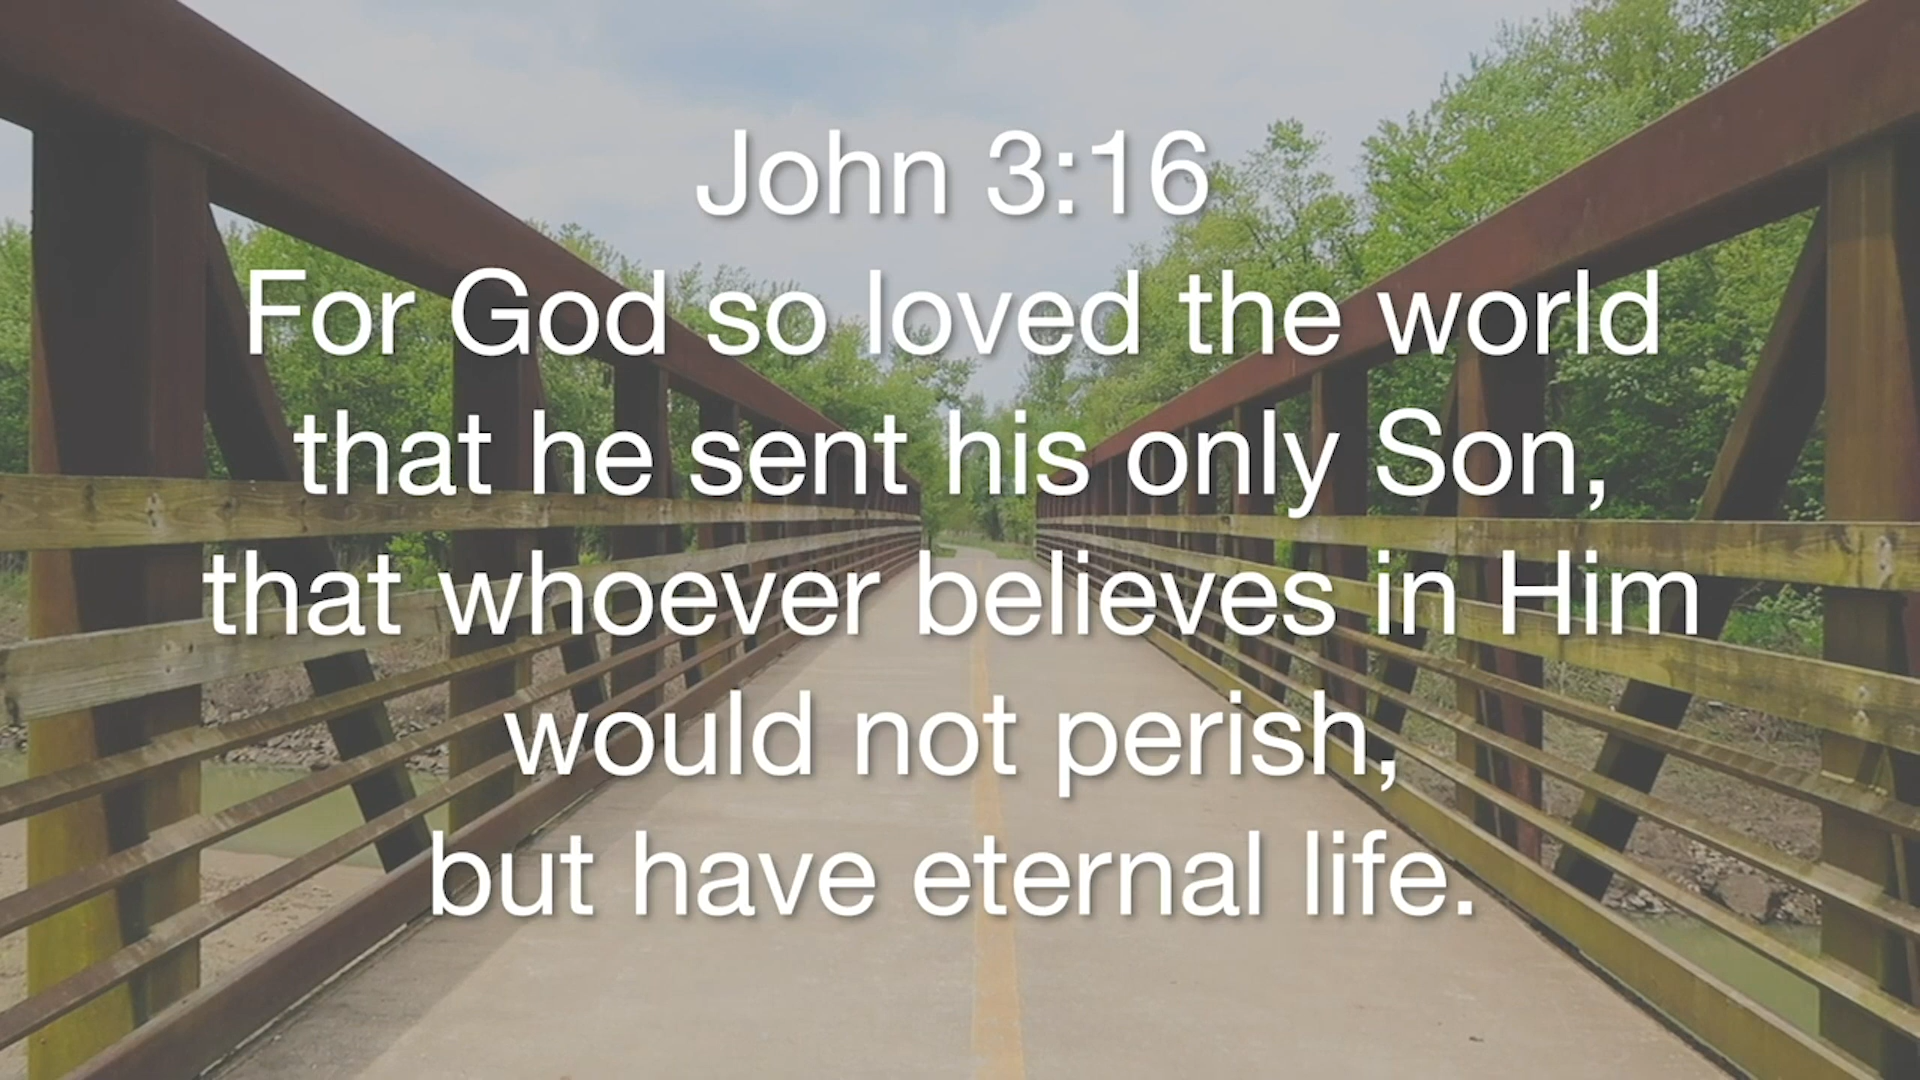 John 3:16
For God so loved the world
that he sent his only Son,
that whoever believes in Him
would not perish,
but have eternal life.